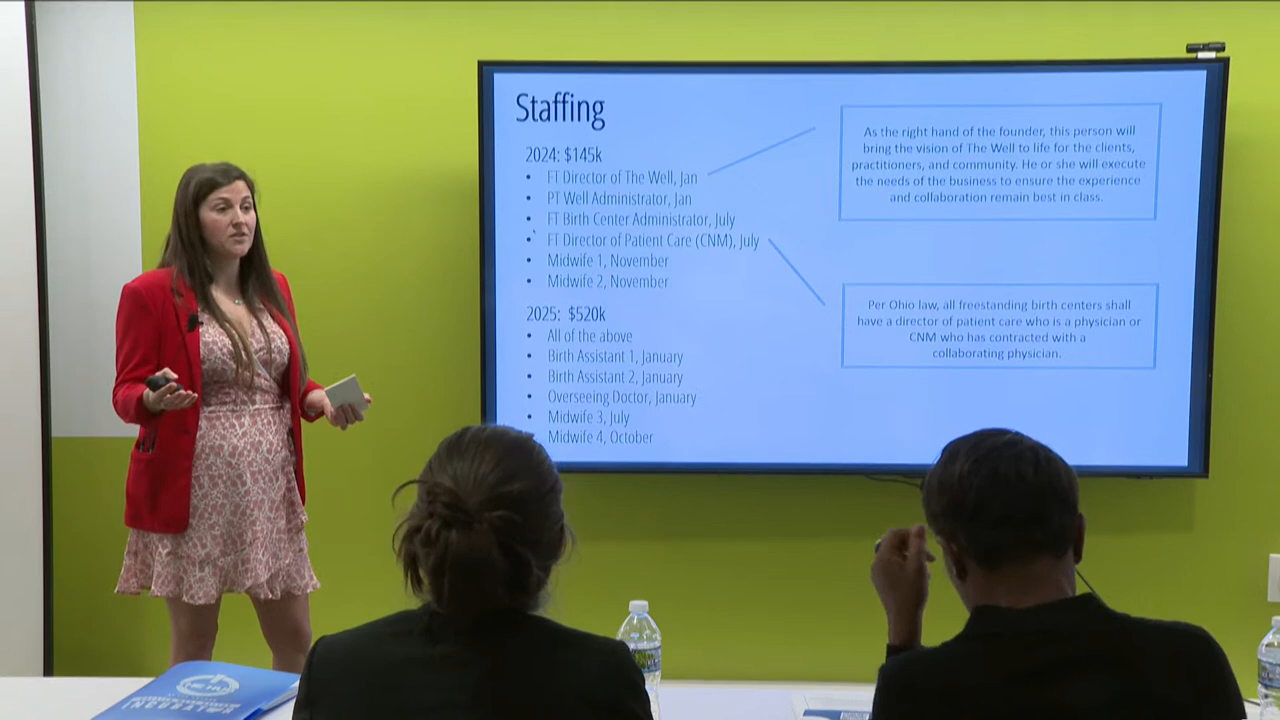 Staffing
2024: $145k
• FT Director of The Well, Jan
• PT Well Administrator, Jan
• FT Birth Center Administrator, July
• FT Director of Patient Care (CNM), July
• Midwife 1, November
• Midwife 2, November
2025: $520k
• All of the above
• Birth Assistant 1, January
• Birth Assistant 2, January
• Overseeing Doctor, January
• Midwife 3, July
• Midwife 4, October
As the right hand of the founder, this person will
bring the vision of The Well to life for the clients,
practitioners, and community. He or she will execute
the needs of the business to ensure the experience
and collaboration remain best in class.
Per Ohio law, all freestanding birth centers shall
have a director of patient care who is a physician or
CNM who has contracted with a
collaborating physician.